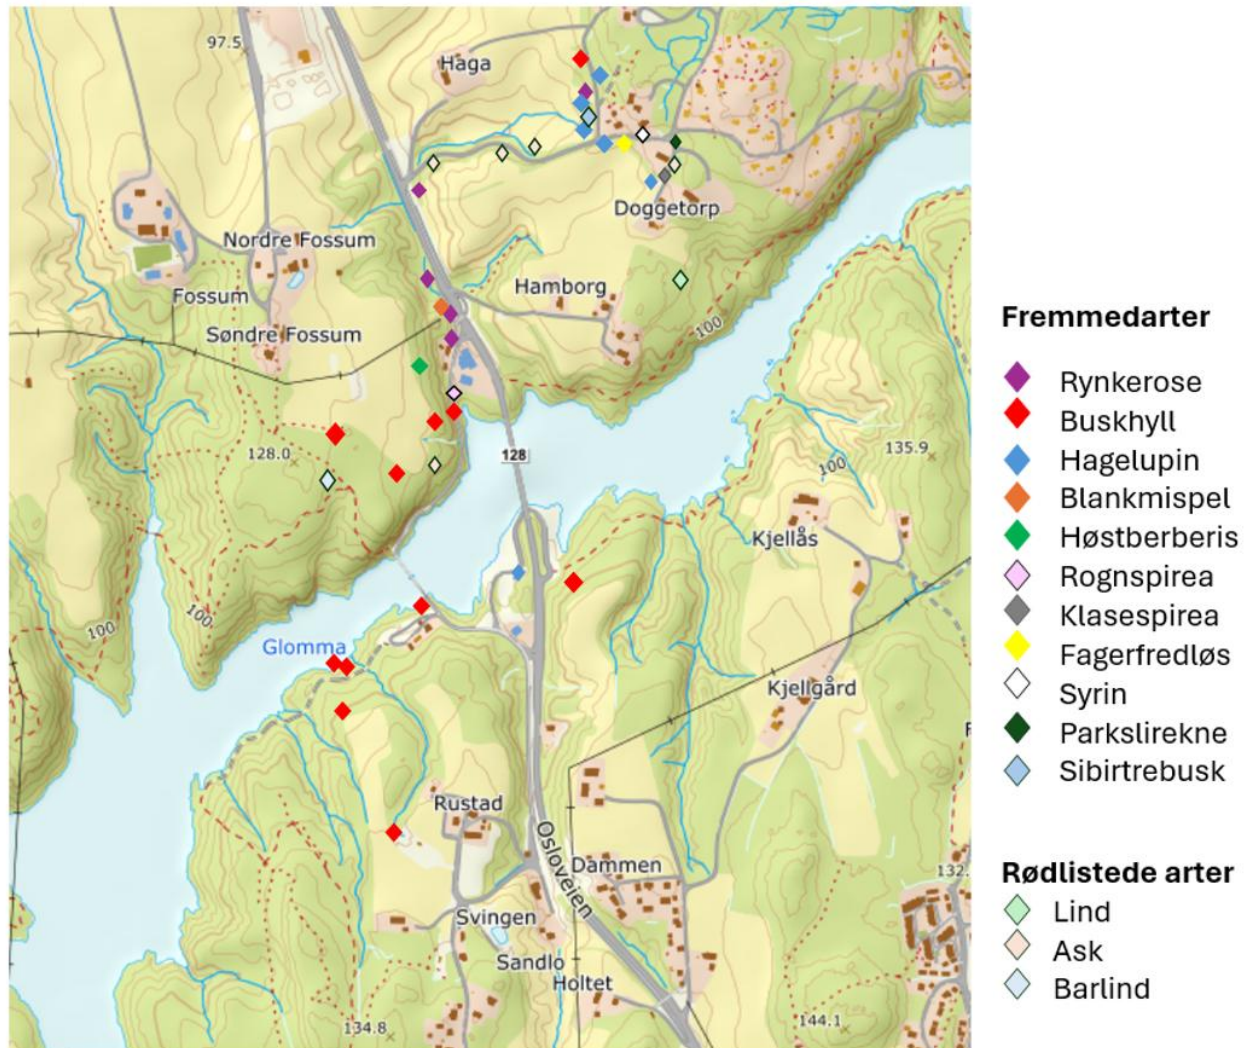 97.5
Haga
Doggetorp
Nordre Fossum
Fossum
Hamborg
Søndre Fossum
100
128.0
128
135.9
100
Kjellås
100
100
Glomma
Kjellgård
Rustad
Osloveien
Dammen
132.
Svingen
Sandlo
Holtet
134.8
144.1
Fremmedarter
Rynkerose
Buskhyll
Hagelupin
Blankmispel
Høstberberis
Rognspirea
Klasespirea
Fagerfredløs
Syrin
Parkslirekne
Sibirtrebusk
Rødlistede arter
Lind
Ask
Barlind